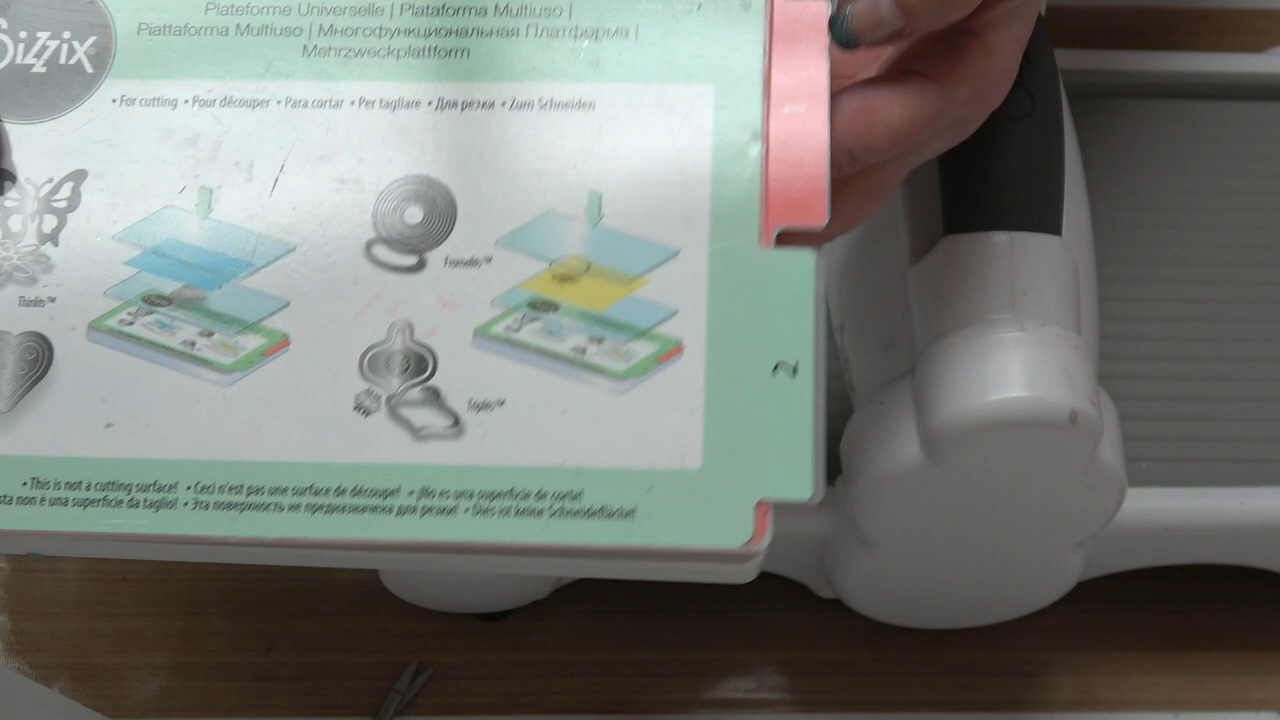 Sizzix
Plateforme Universelle | Plataforma Multiuso |
Piattaforma Multiuso | Многофункциональная Платформа |
Mehrzweckplattform
• For cutting • Pour découper • Para cortar • Per tagliare • Для резки • Zum Schneiden
1
Framelits™
Thinlits™
2
Triplits™
• This is not a cutting surface! • Ceci n'est pas une surface de découpe! • ¡No es una superficie de corte!
sta non è una superficie da taglio! • Эта поверхность не предназначена для резки! • Dies ist keine Schneidefläche!